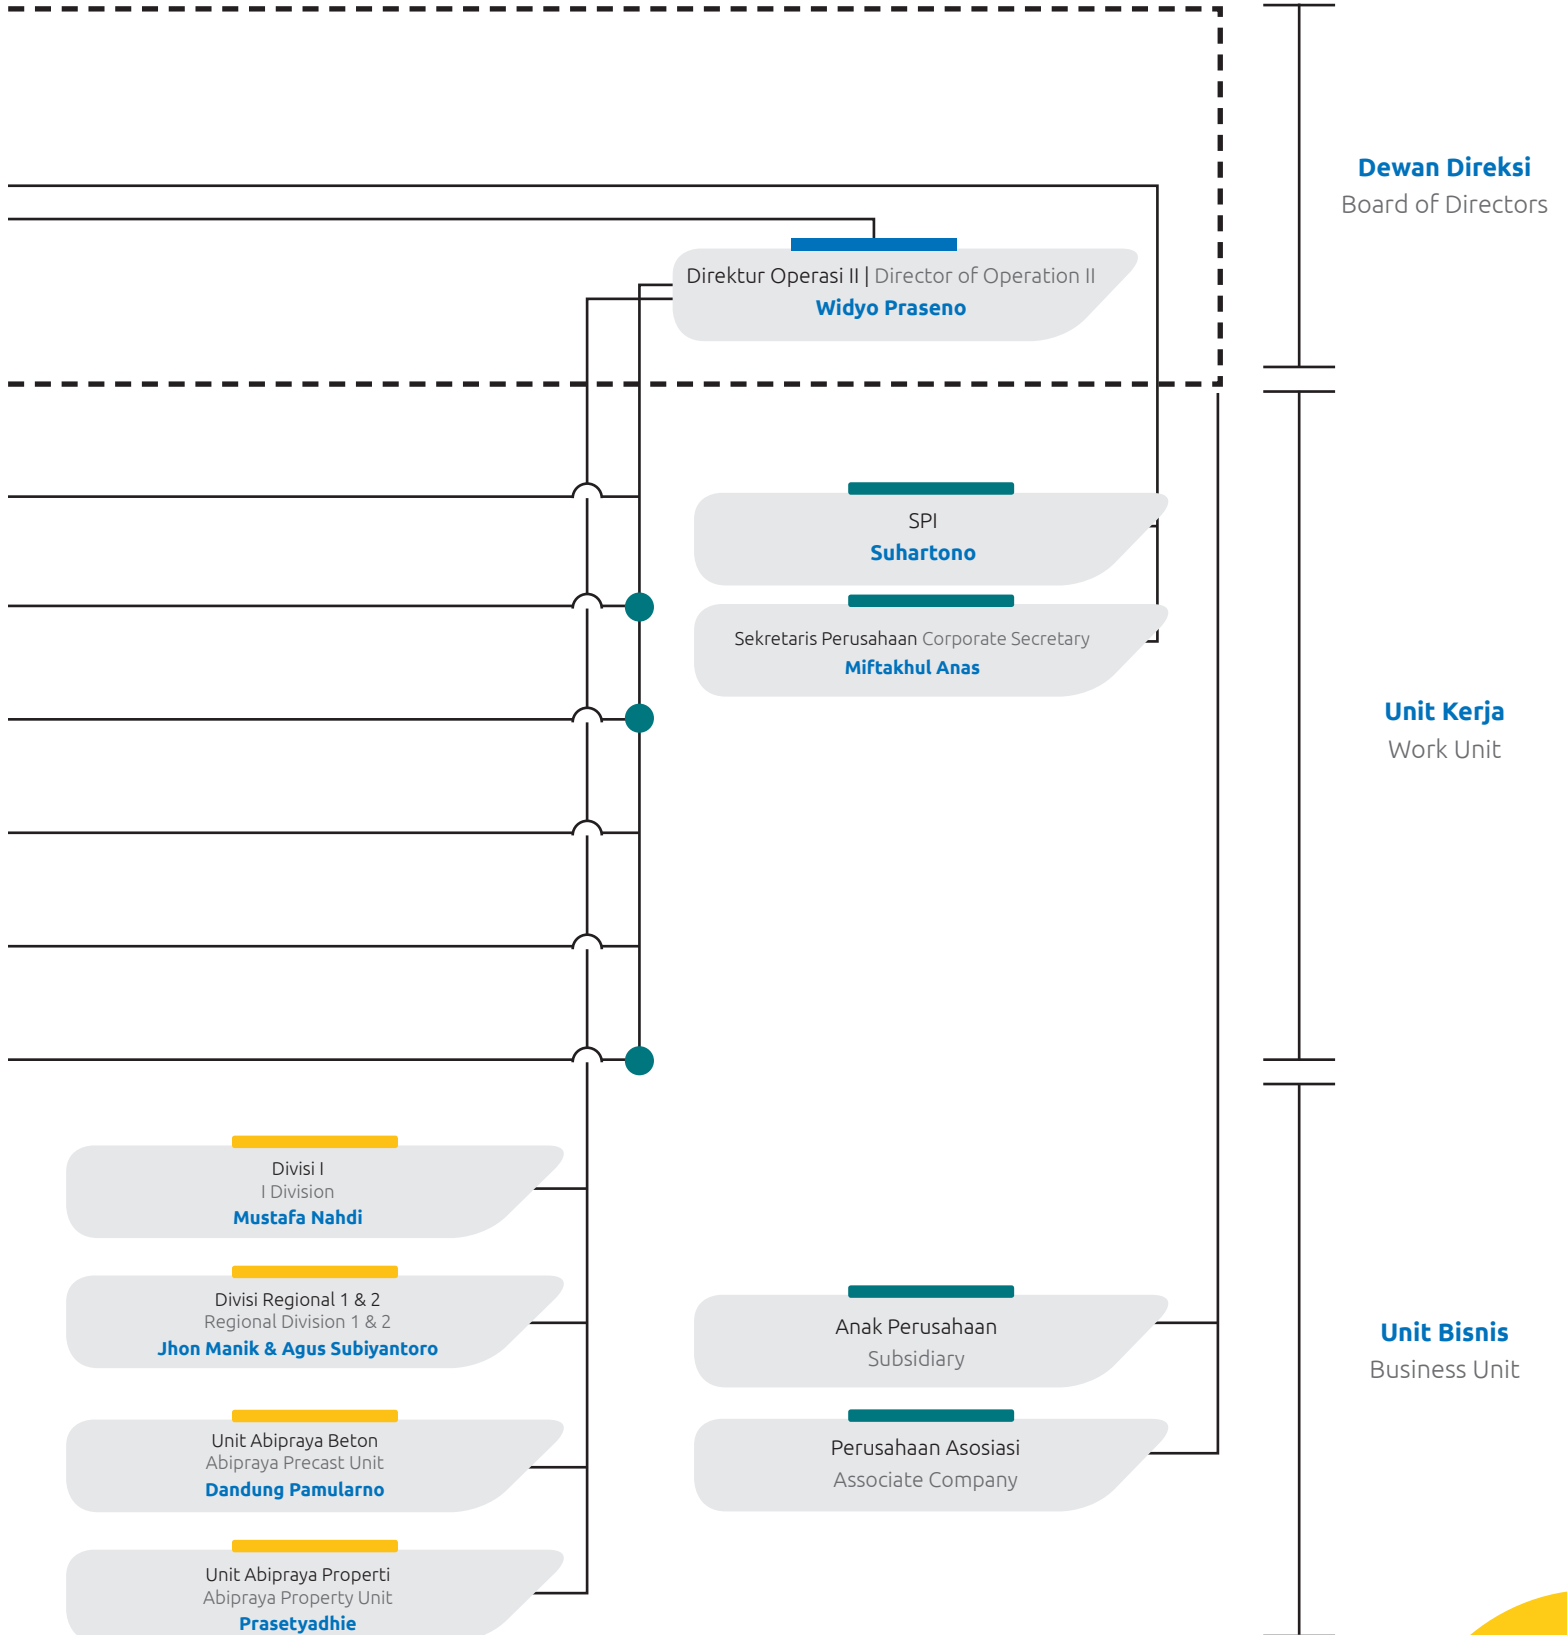 Dewan Direksi
Board of Directors
Direktur Operasi II | Director of Operation II
Widyo Praseno
SPI
Suhartono
Sekretaris Perusahaan Corporate Secretary
Miftakhul Anas
Unit Kerja
Work Unit
Divisi I
I Division
Mustafa Nahdi
Divisi Regional 1 & 2
Regional Division 1 & 2
Jhon Manik & Agus Subiyantoro
Unit Abipraya Beton
Abipraya Precast Unit
Dandung Pamularno
Unit Abipraya Properti
Abipraya Property Unit
Prasetyadhie
Anak Perusahaan
Subsidiary
Perusahaan Asosiasi
Associate Company
Unit Bisnis
Business Unit